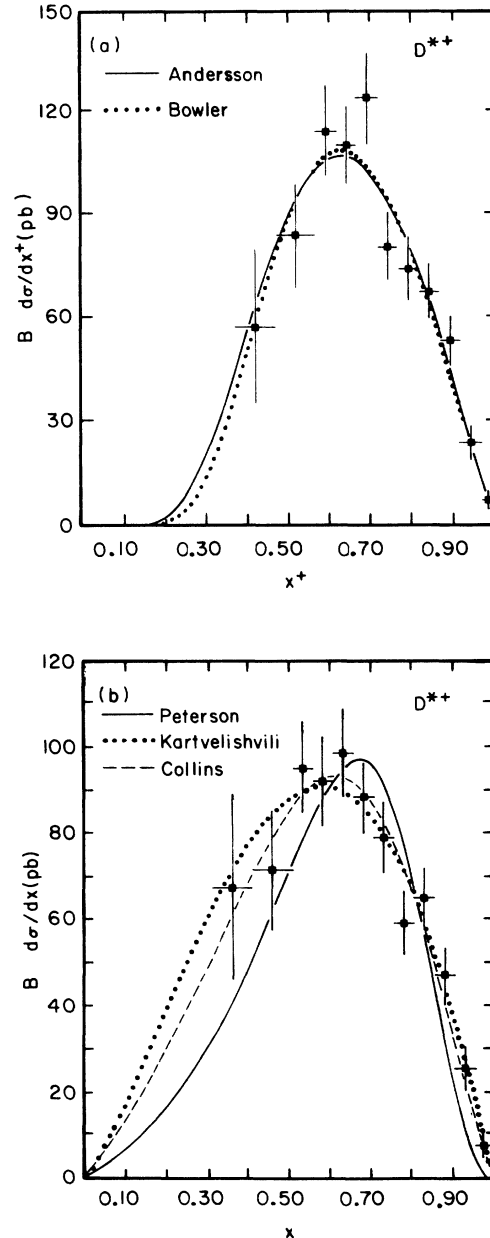 150
(a)
D*+
Andersson
Bowler
120
90
60
30
0
B dσ/dx⁺(pb)
0.10 0.30 0.50 0.70 0.90
x⁺
120
(b)
D*+
Peterson
Kartvelishvili
Collins
100
80
60
40
20
0
B dσ/dx(pb)
0.10 0.30 0.50 0.70 0.90
x